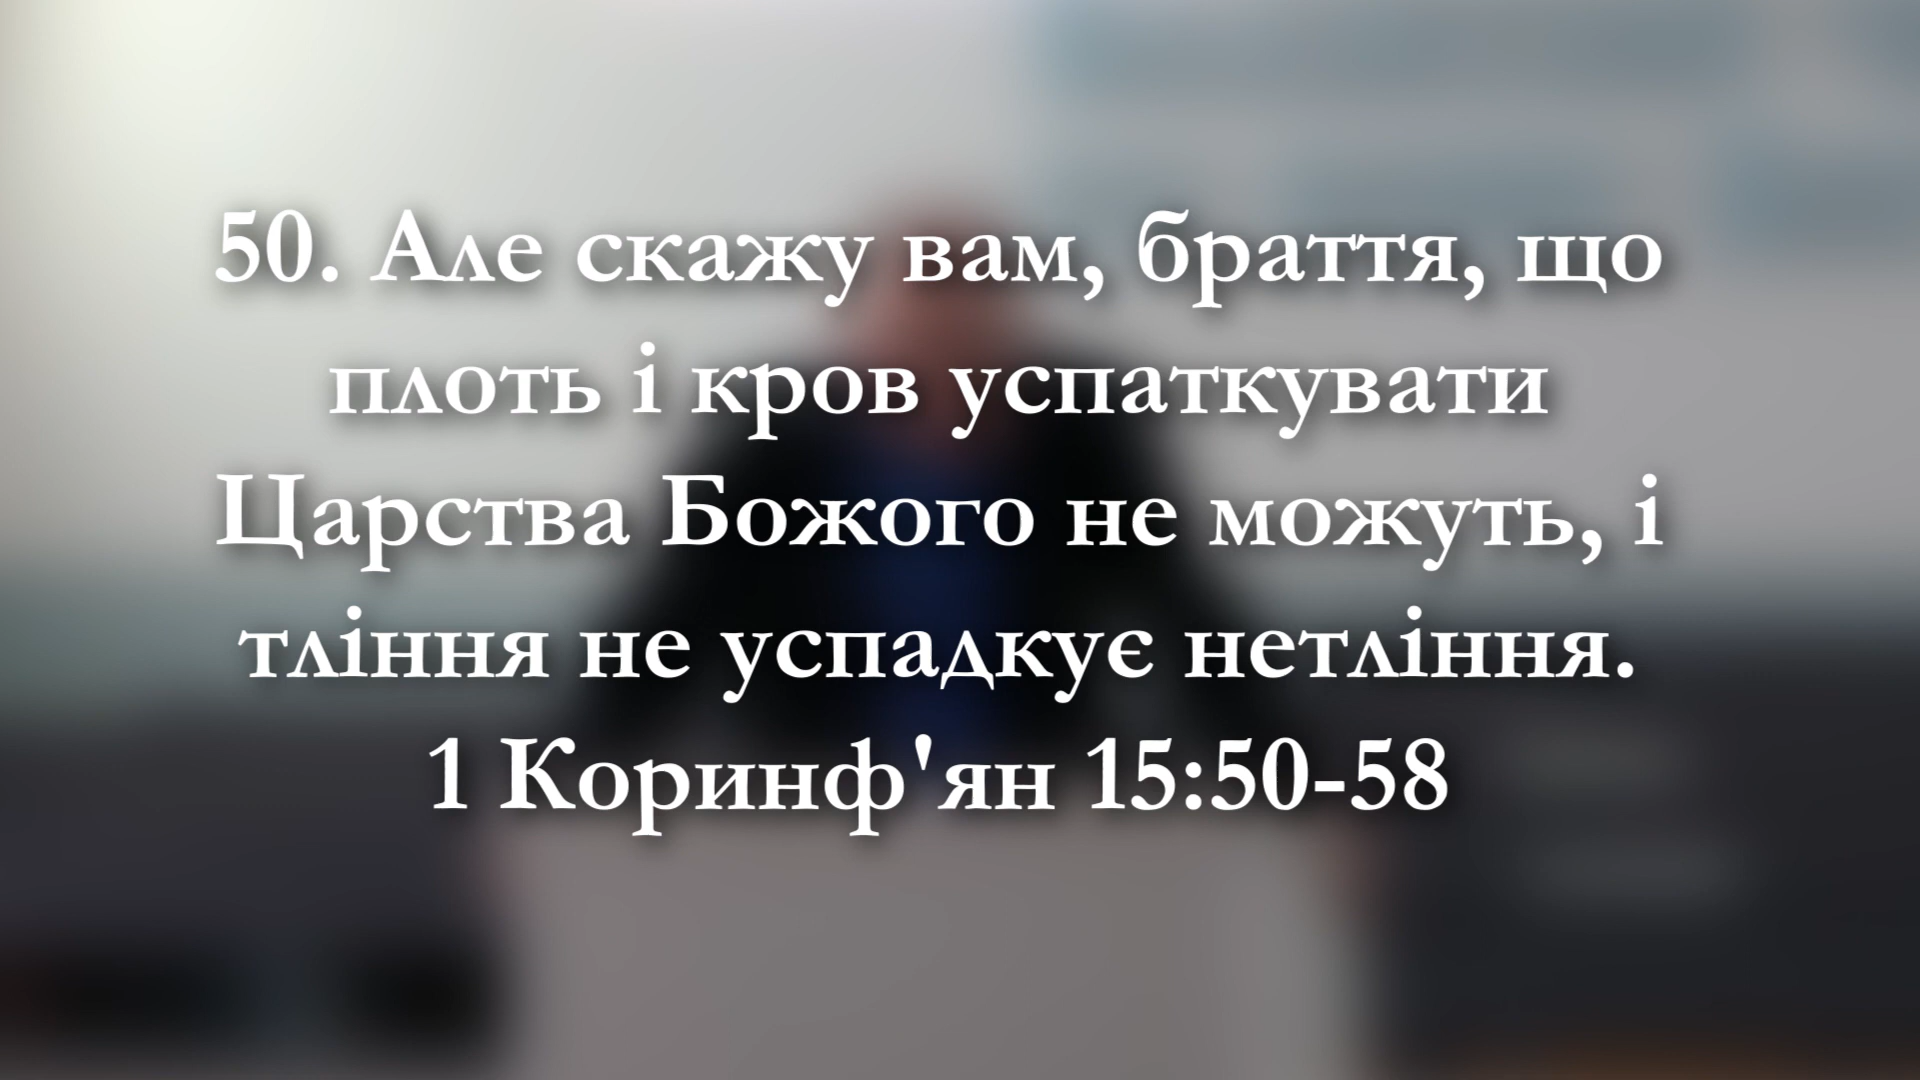 50. Але скажу вам, браття, що
плоть і кров успаткувати
Царства Божого не можуть, і
тління не успадкує нетління.
1 Коринф'ян 15:50-58